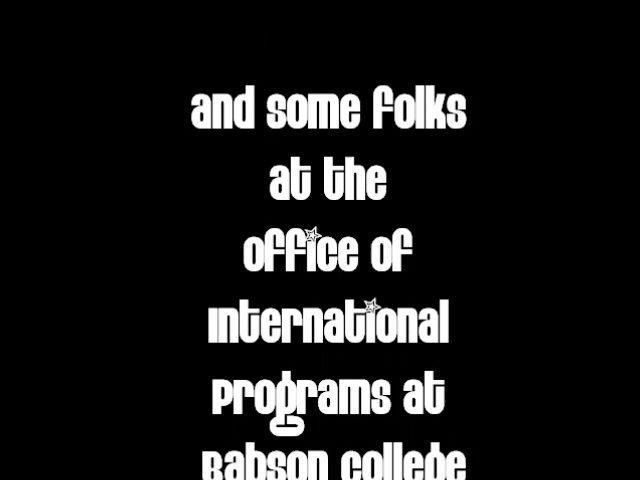 and some folks
at the
office of
International
Programs at
Babson College